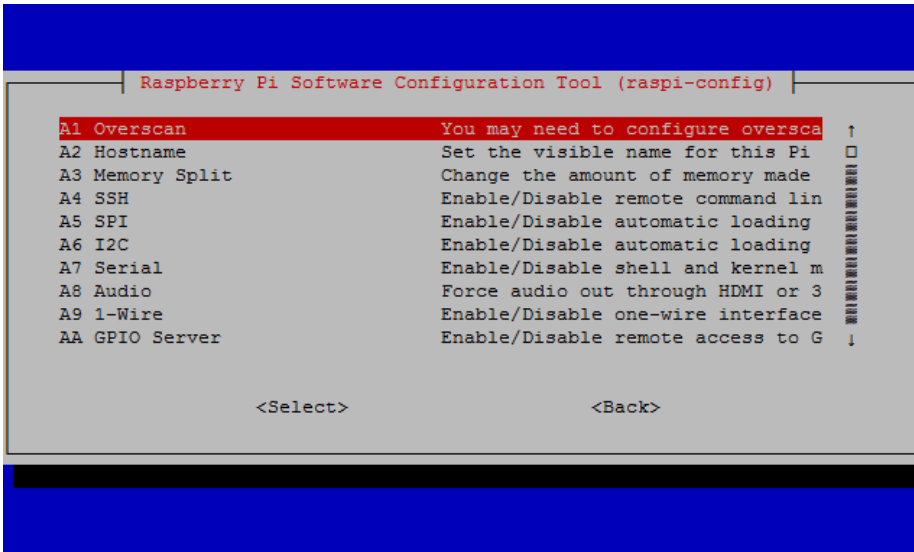 Raspberry Pi Software Configuration Tool (raspi-config)
A1 Overscan You may need to configure oversca
A2 Hostname Set the visible name for this Pi
A3 Memory Split Change the amount of memory made
A4 SSH Enable/Disable remote command lin
A5 SPI Enable/Disable automatic loading
A6 I2C Enable/Disable automatic loading
A7 Serial Enable/Disable shell and kernel m
A8 Audio Force audio out through HDMI or 3
A9 1-Wire Enable/Disable one-wire interface
AA GPIO Server Enable/Disable remote access to G
<Select> <Back>